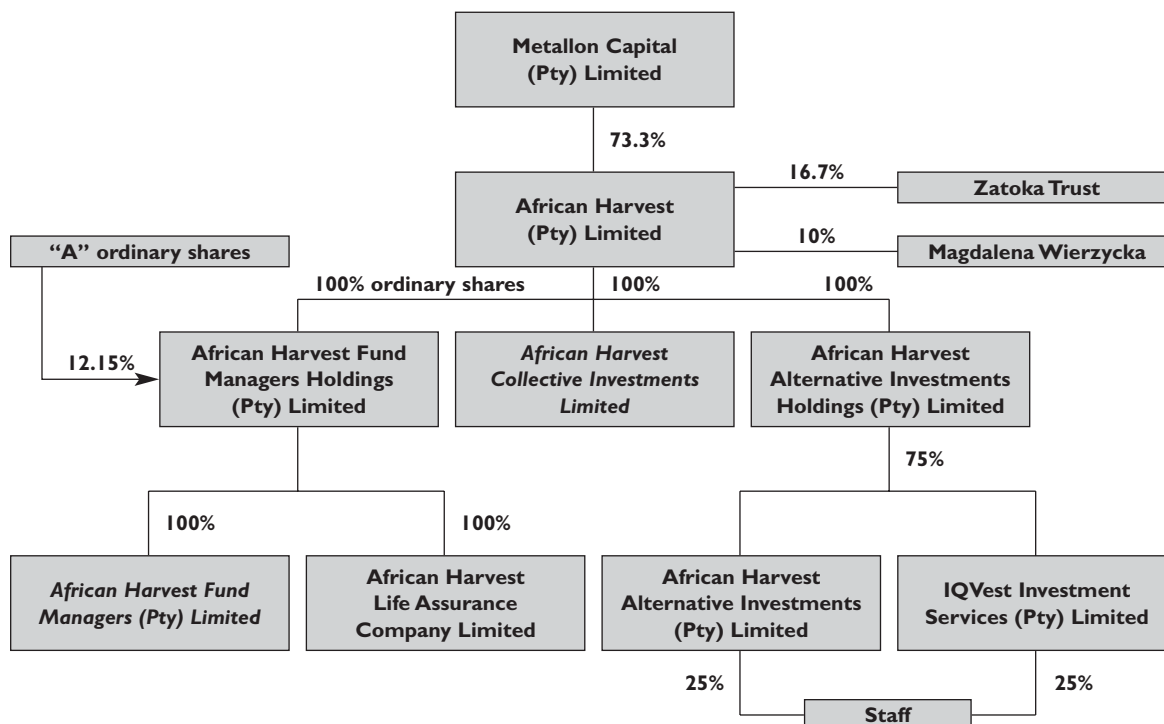 Metallon Capital
(Pty) Limited
73.3%
African Harvest
(Pty) Limited
16.7%
Zatoka Trust
10%
Magdalena Wierzycka
“A” ordinary shares
12.15%
100% ordinary shares
100%
100%
African Harvest Fund
Managers Holdings
(Pty) Limited
African Harvest
Collective Investments
Limited
African Harvest
Alternative Investments
Holdings (Pty) Limited
75%
100%
100%
African Harvest Fund
Managers (Pty) Limited
African Harvest
Life Assurance
Company Limited
African Harvest
Alternative Investments
(Pty) Limited
IQVest Investment
Services (Pty) Limited
25%
25%
Staff